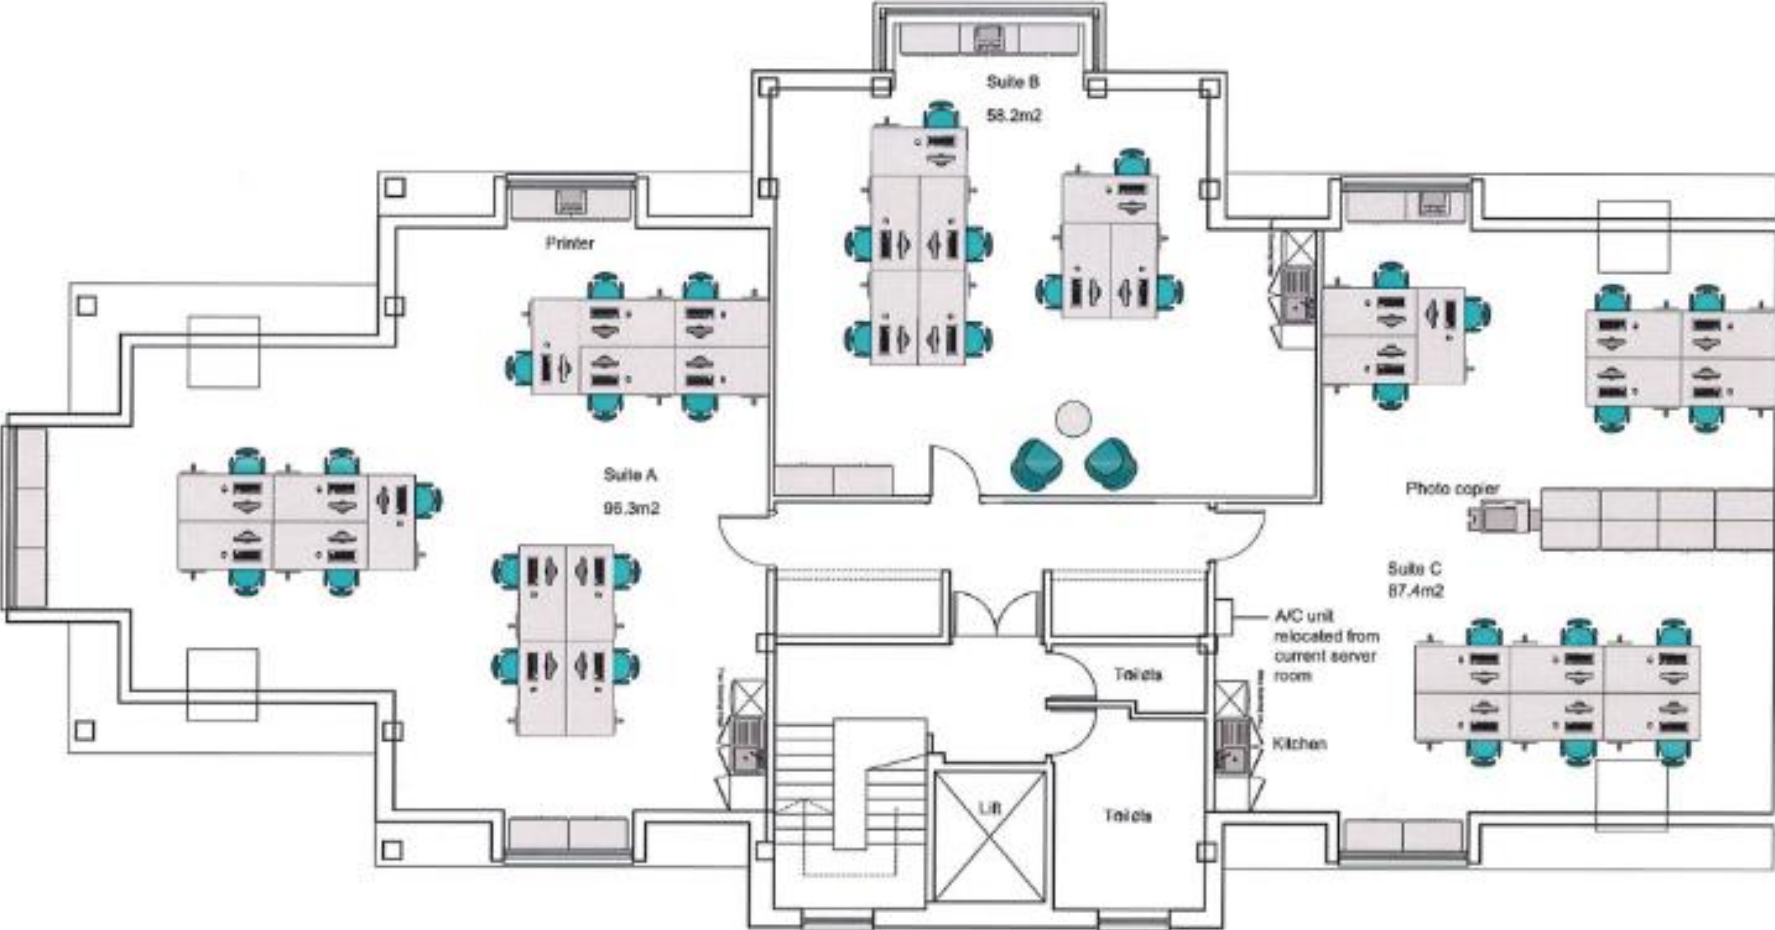 Suite B
58.2m2
Printer
Suite A
96.3m2
Photo copier
Suite C
87.4m2
A/C unit
relocated from
current server
room
Toilets
Kitchen
Lift
Toilets